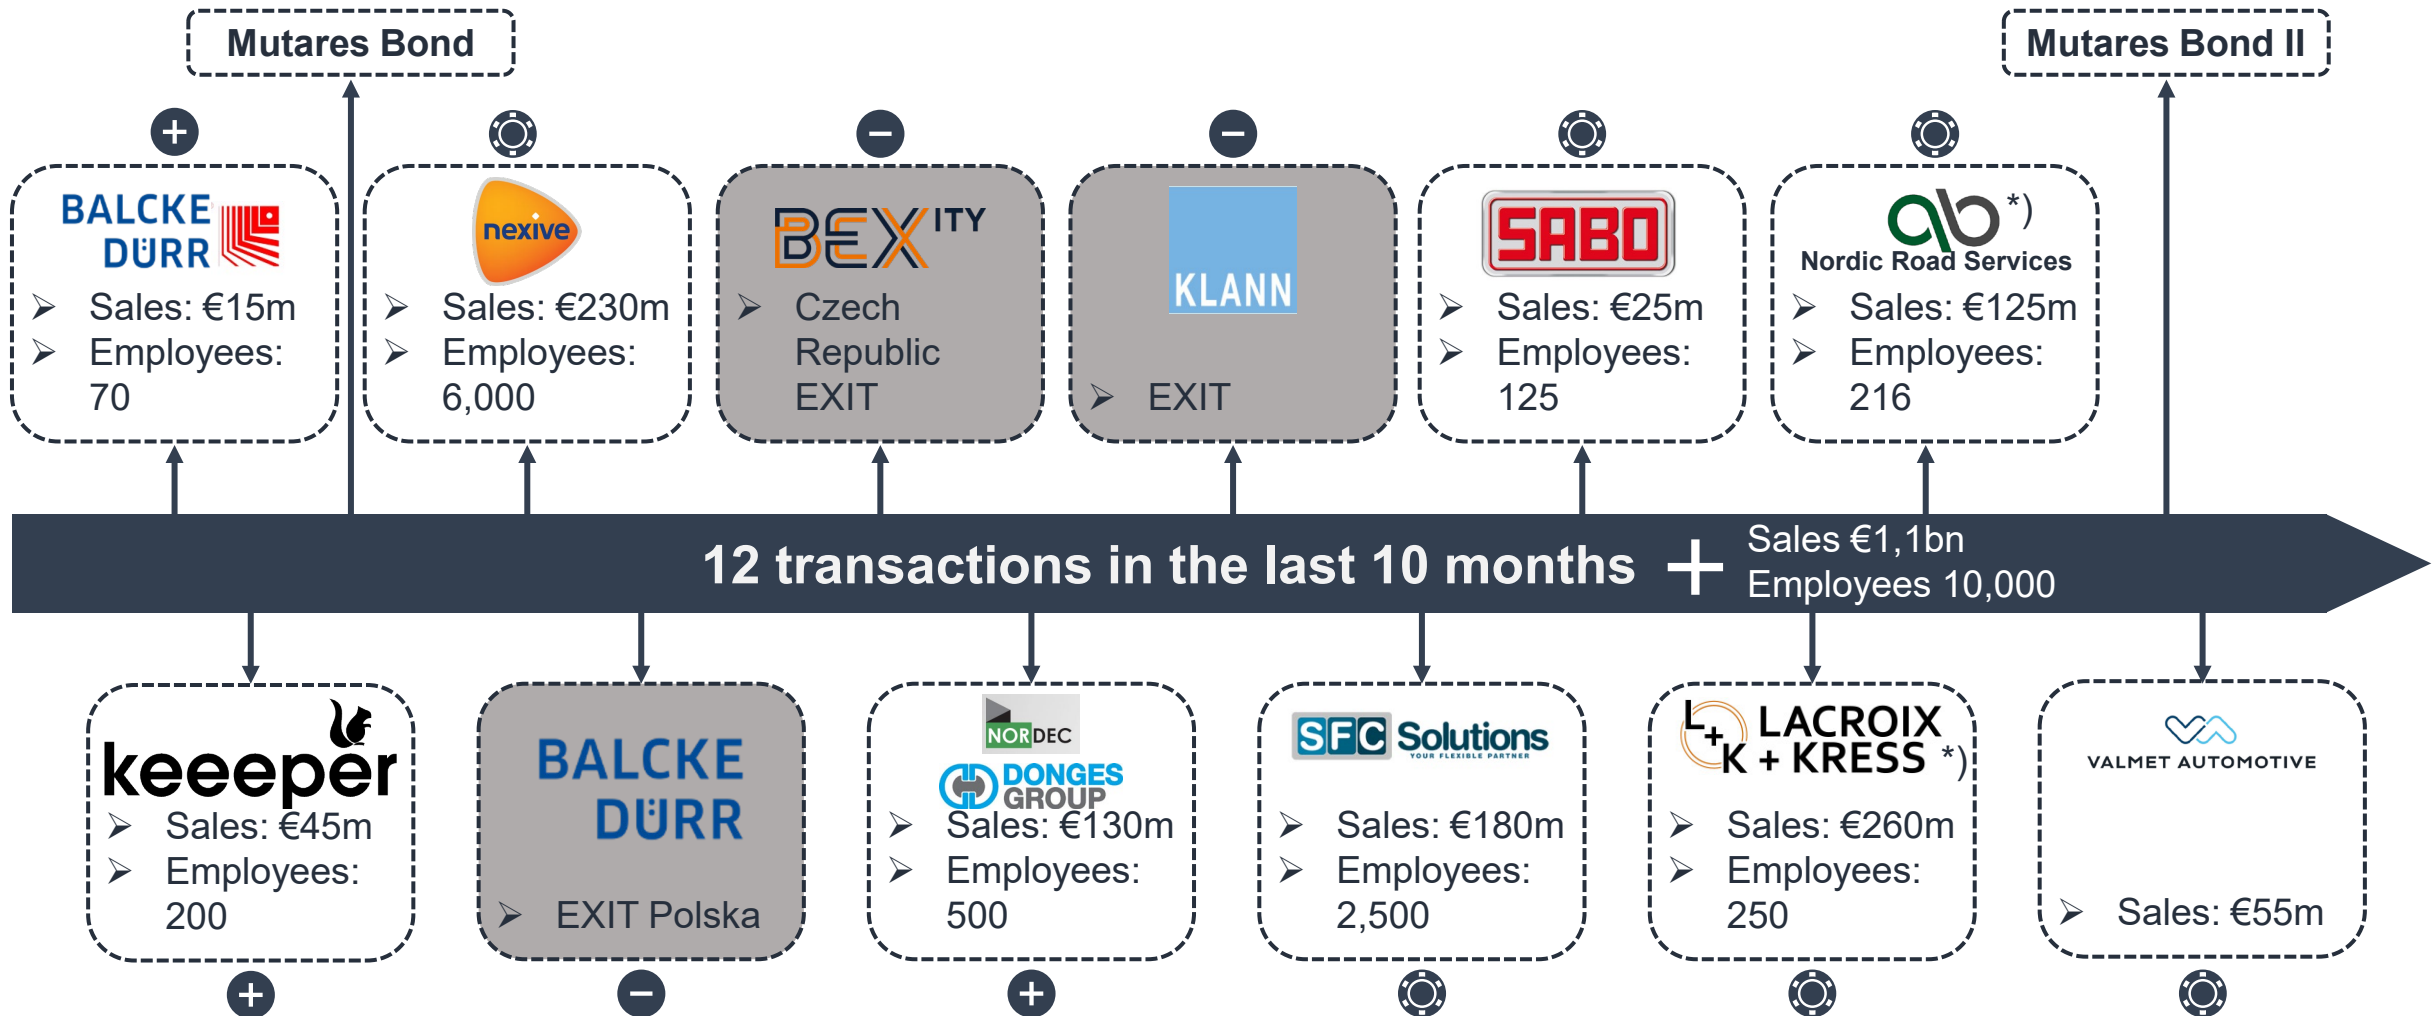 Mutares Bond
Mutares Bond II
BALCKE
DÜRR
➢ Sales: €15m
➢ Employees:
70
nexive
➢ Sales: €230m
➢ Employees:
6,000
BEXITY
➢ Czech
Republic
EXIT
KLANN
➢ EXIT
SABO
➢ Sales: €25m
➢ Employees:
125
ab *)
Nordic Road Services
➢ Sales: €125m
➢ Employees:
216
12 transactions in the last 10 months +
Sales €1,1bn
Employees 10,000
keeeper
➢ Sales: €45m
➢ Employees:
200
BALCKE
DÜRR
➢ EXIT Polska
NORDEC
DONGES
GROUP
➢ Sales: €130m
➢ Employees:
500
SFC Solutions
YOUR FLEXIBLE PARTNER
➢ Sales: €180m
➢ Employees:
2,500
L+K
LACROIX
+ KRESS *)
➢ Sales: €260m
➢ Employees:
250
VALMET AUTOMOTIVE
➢ Sales: €55m